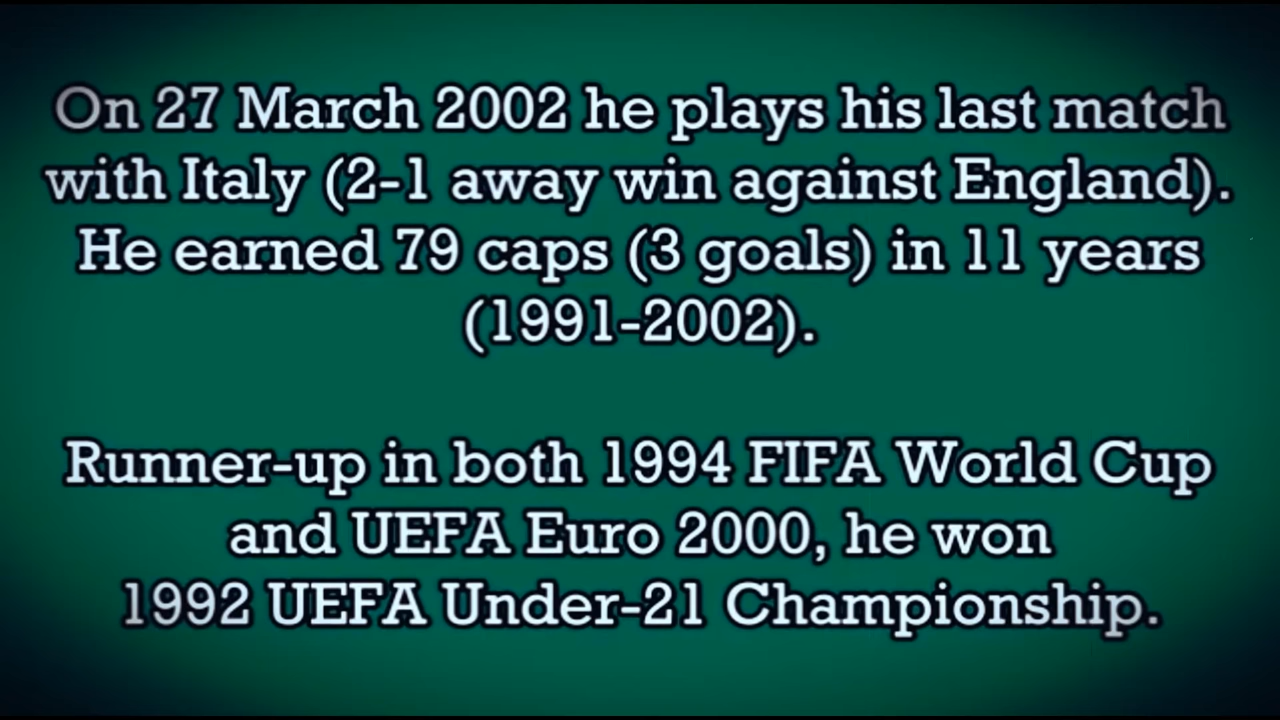 On 27 March 2002 he plays his last match
with Italy (2-1 away win against England).
He earned 79 caps (3 goals) in 11 years
(1991-2002).
Runner-up in both 1994 FIFA World Cup
and UEFA Euro 2000, he won
1992 UEFA Under-21 Championship.